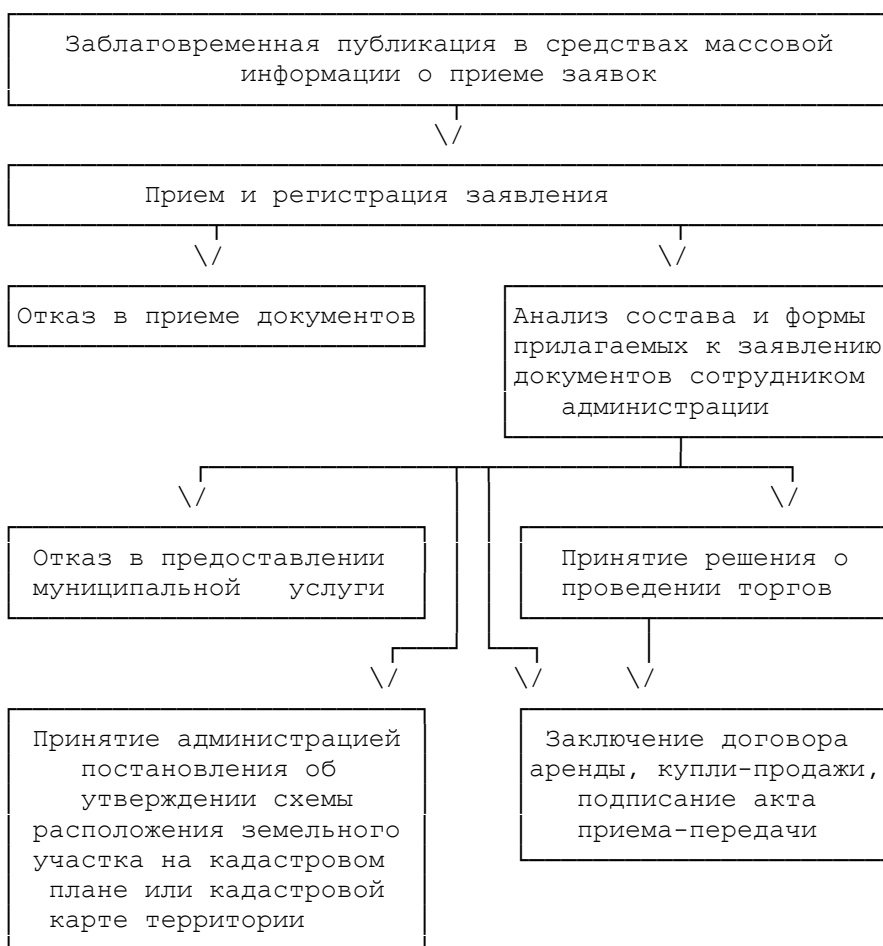 Заблаговременная публикация в средствах массовой
информации о приеме заявок
Прием и регистрация заявления
Отказ в приеме документов
Анализ состава и формы
прилагаемых к заявлению
документов сотрудником
администрации
Отказ в предоставлении
муниципальной услуги
Принятие решения о
проведении торгов
Принятие администрацией
постановления об
утверждении схемы
расположения земельного
участка на кадастровом
плане или кадастровой
карте территории
Заключение договора
аренды, купли-продажи,
подписание акта
приема-передачи